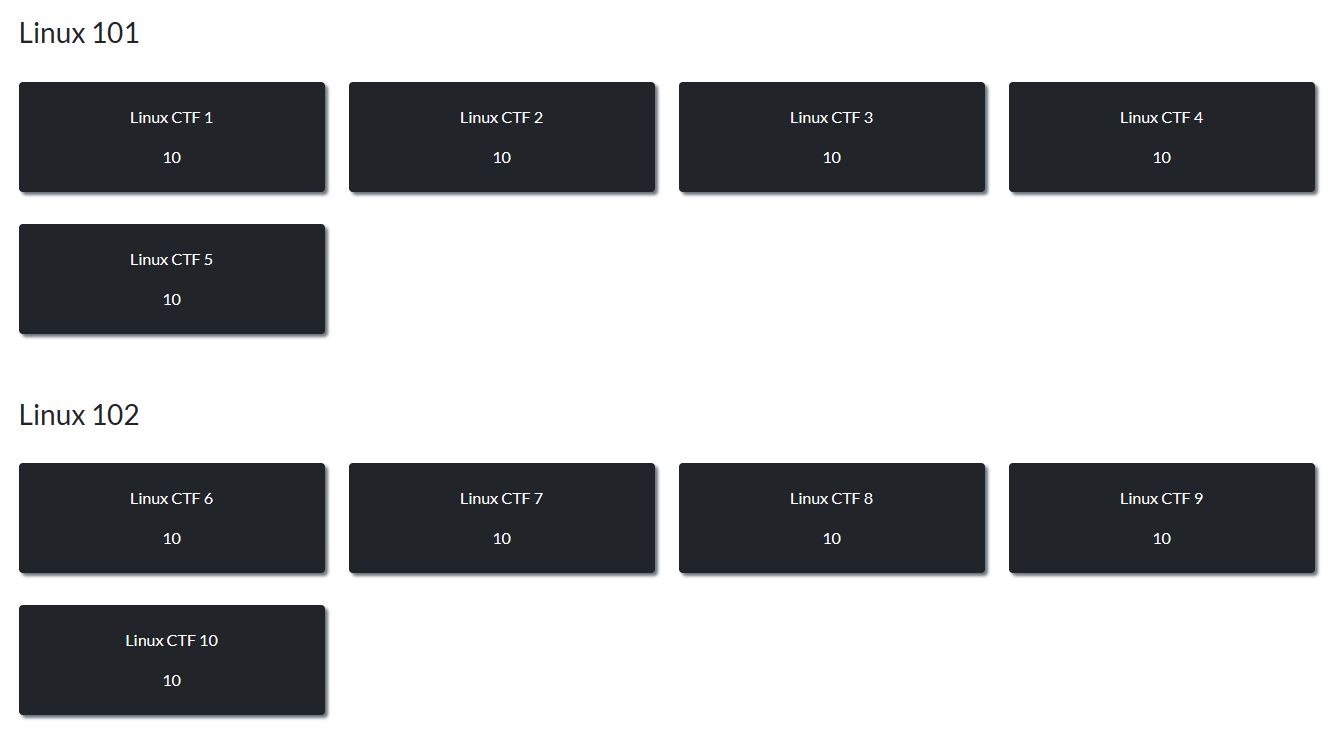 Linux 101
Linux CTF 1
10
Linux CTF 2
10
Linux CTF 3
10
Linux CTF 4
10
Linux CTF 5
10
Linux 102
Linux CTF 6
10
Linux CTF 7
10
Linux CTF 8
10
Linux CTF 9
10
Linux CTF 10
10